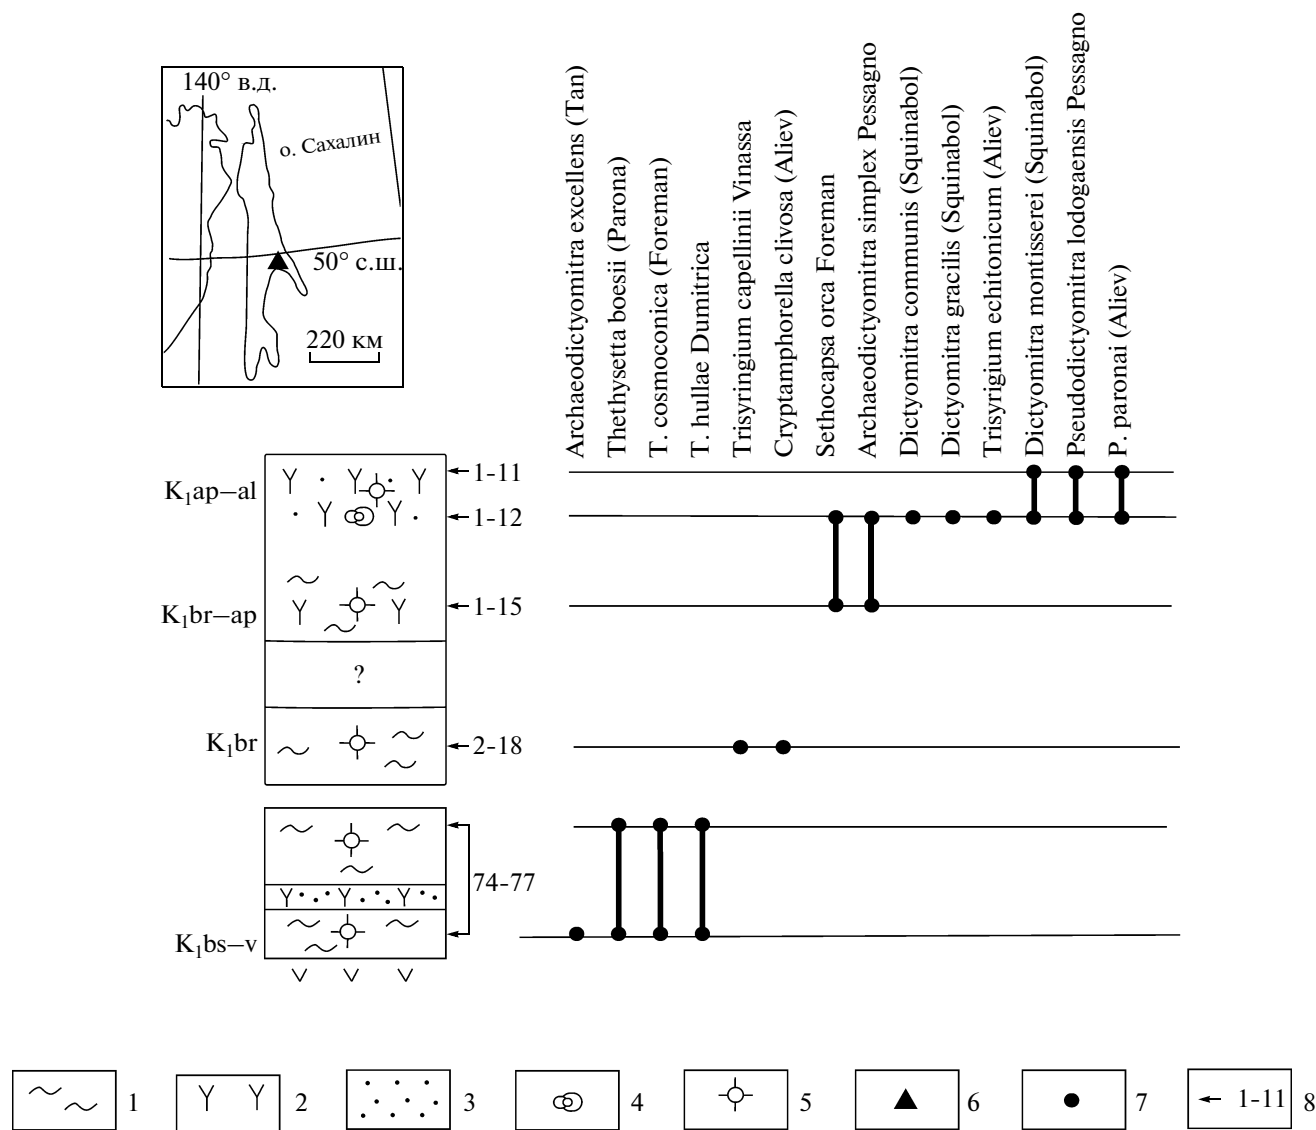 140° в.д.
о. Сахалин
50° с.ш.
220 км
Archaeodictyomitra excellens (Tan)
Thethysetta boesii (Parona)
T. cosmoconica (Foreman)
T. hullae Dumitrica
Trisyringium capellinii Vinassa
Cryptamphorella clivosa (Aliev)
Sethocapsa orca Foreman
Archaeodictyomitra simplex Pessagno
Dictyomitra communis (Squinabol)
Dictyomitra gracilis (Squinabol)
Trisyrigium echitonicum (Aliev)
Dictyomitra montisserei (Squinabol)
Pseudodictyomitra lodogaensis Pessagno
P. paronai (Aliev)
K₁ap–al
1-11
1-12
K₁br–ap
1-15
?
K₁br
2-18
74-77
K₁bs–v
1
2
3
4
5
6
7
1-11 8